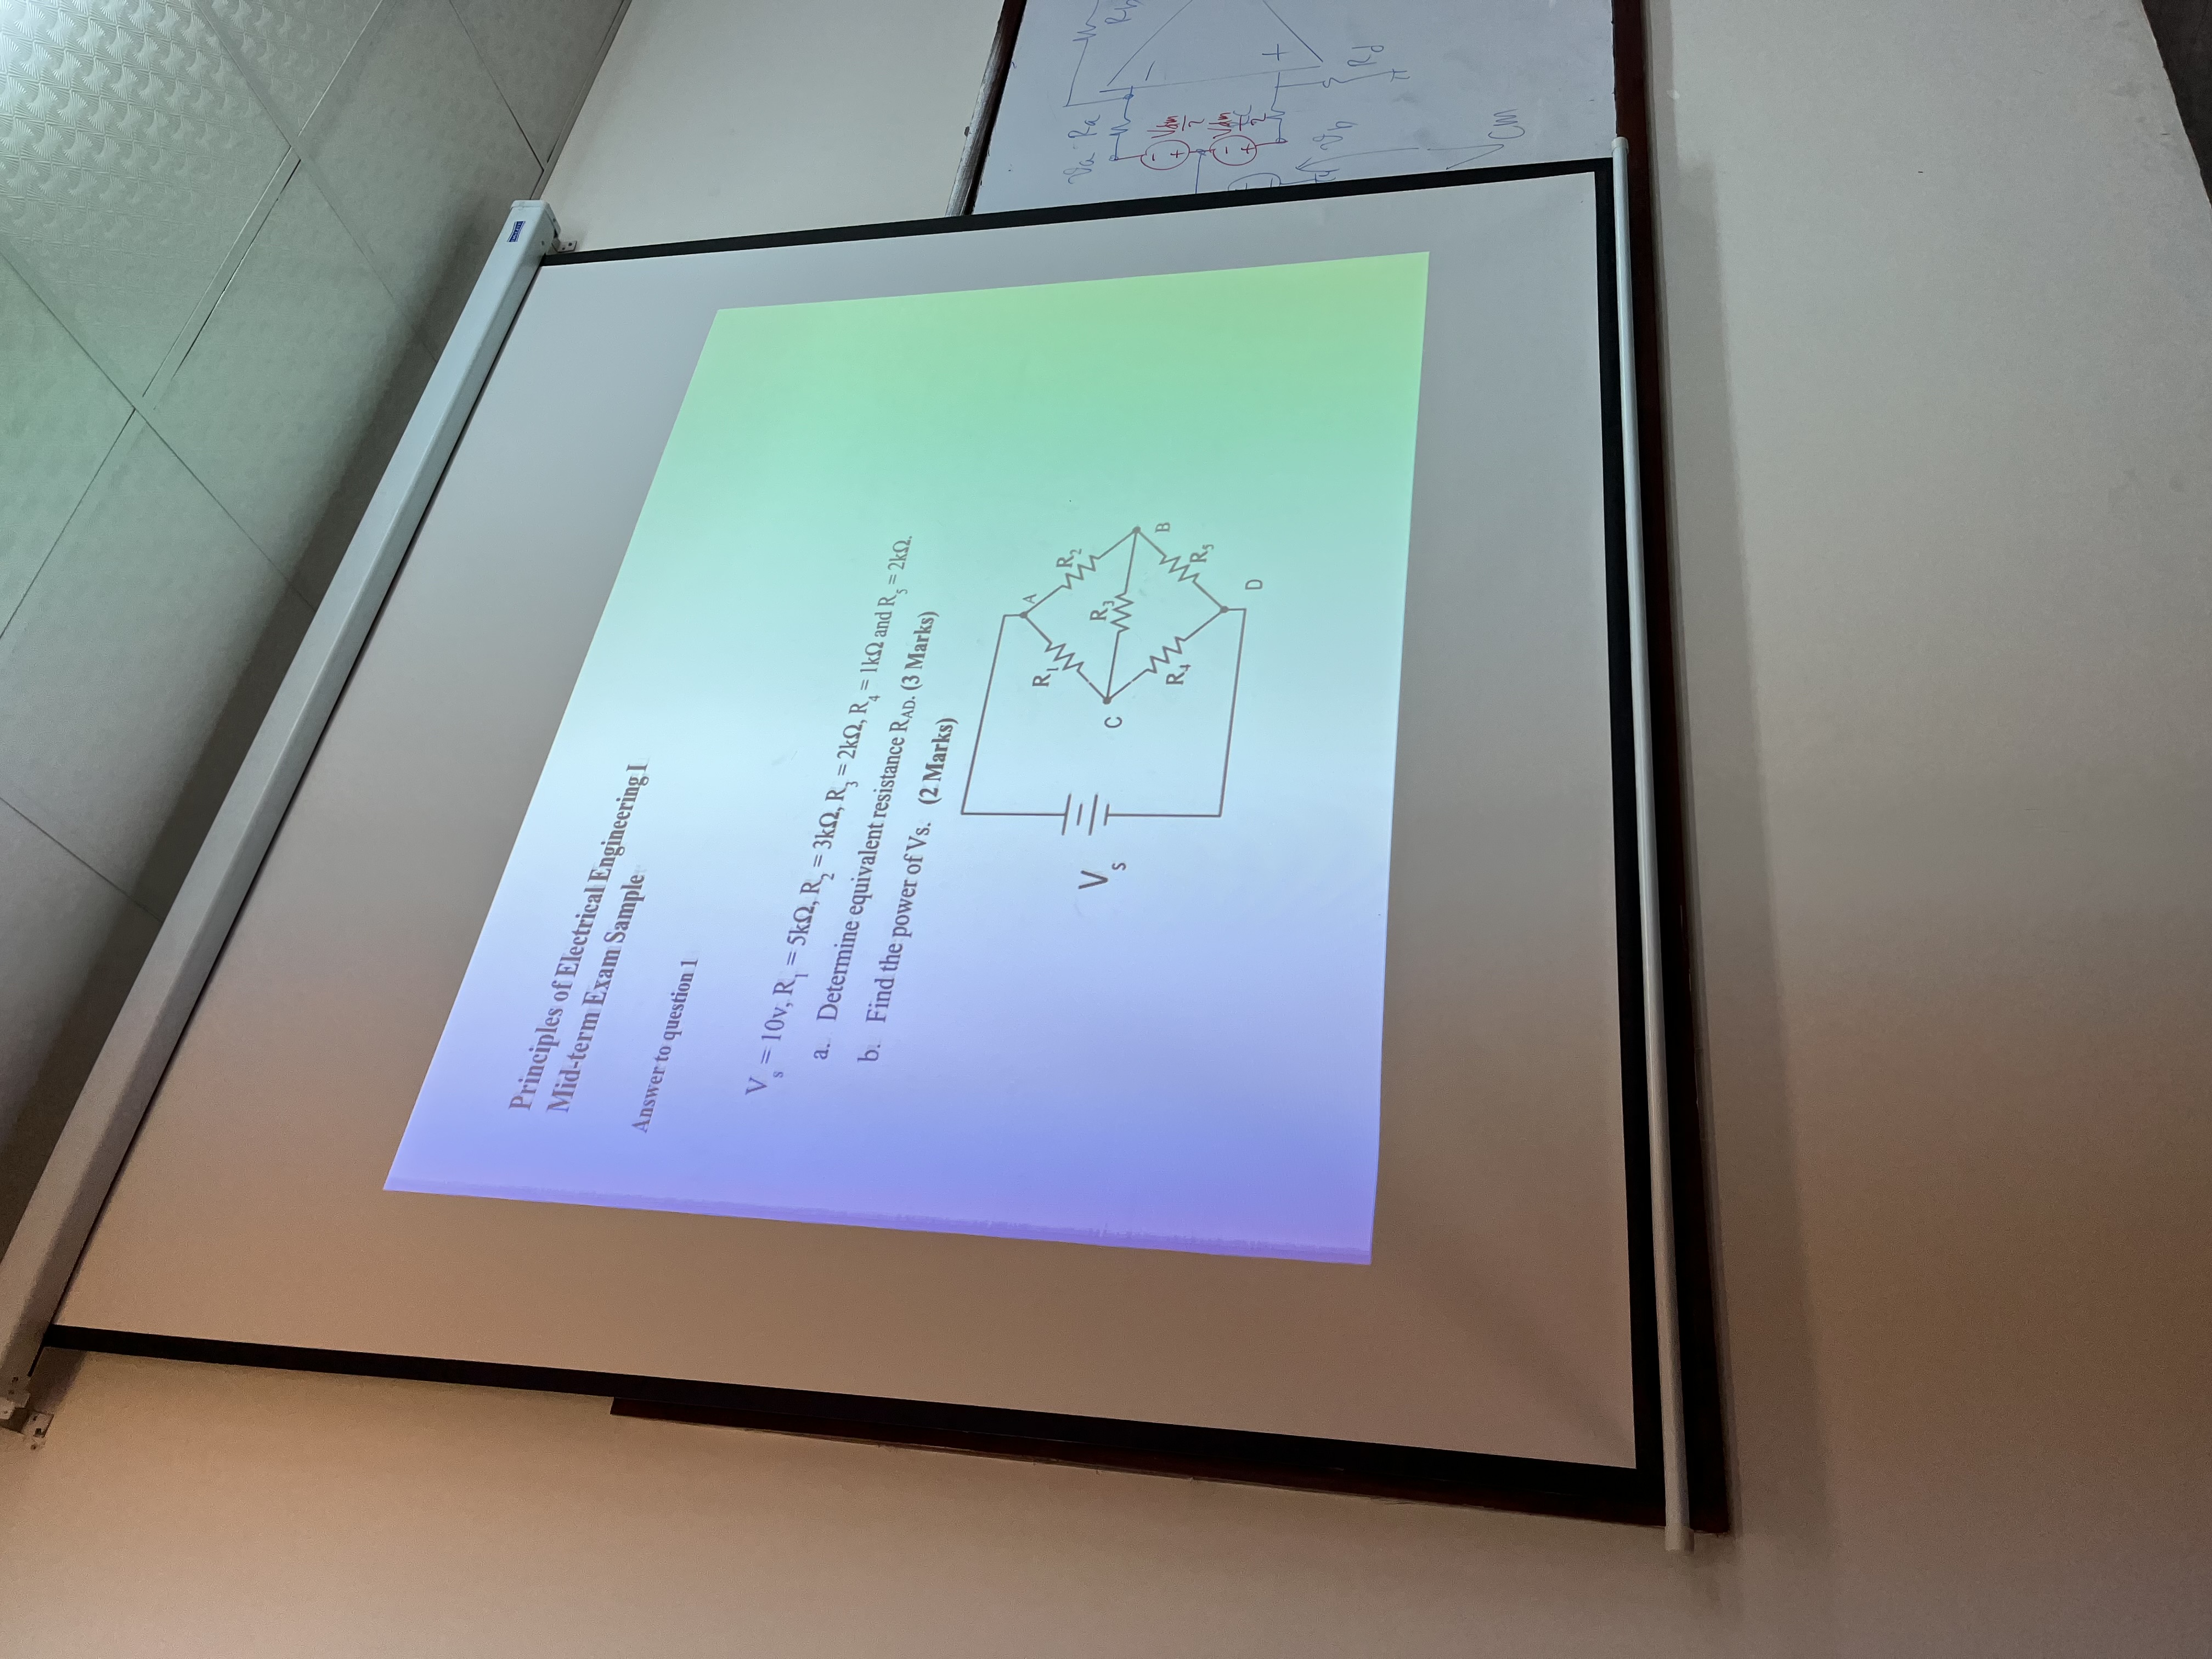 Principles of Electrical Engineering I
Mid-term Exam Sample
Answer to question 1
Vs = 10v, R1 = 5kΩ, R2 = 3kΩ, R3 = 2kΩ, R4 = 1kΩ and R5 = 2kΩ.
a. Determine equivalent resistance RAD. (3 Marks)
b. Find the power of Vs. (2 Marks)
A
R1
R2
Vs
R3
C
B
R4
R5
D
Va Ra
Rb
Vdm
2
Vdm
2
Vb
Rd
CM